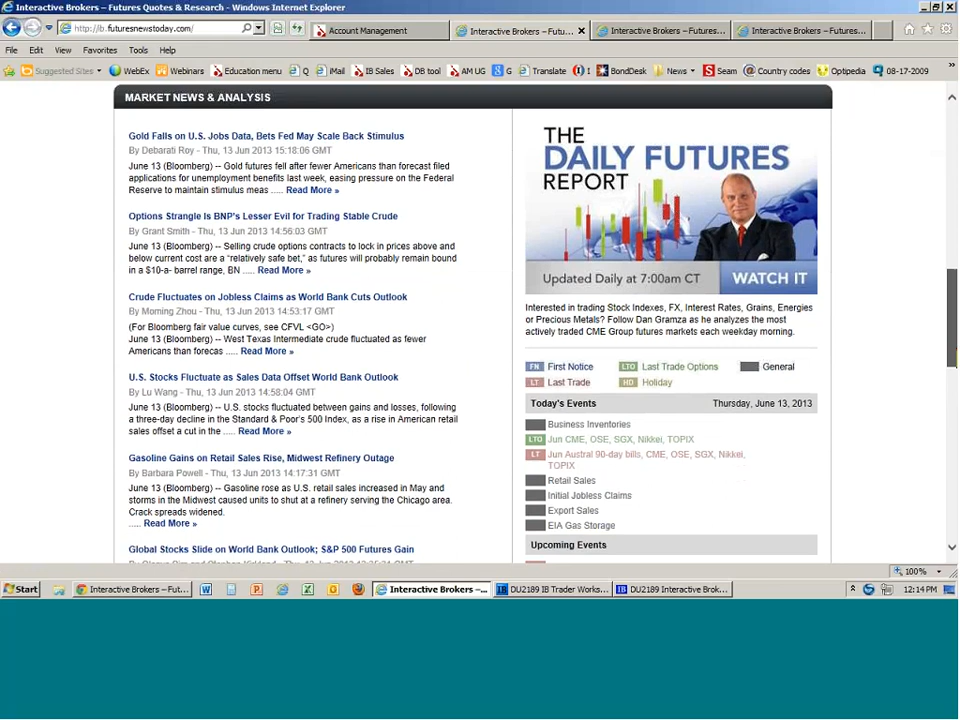 Interactive Brokers – Futures Quotes & Research - Windows Internet Explorer
http://b.futuresnewstoday.com/
Account Management
Interactive Brokers – Futu...
Interactive Brokers – Futures...
Interactive Brokers – Futures...
File Edit View Favorites Tools Help
Suggested Sites WebEx Webinars Education menu Q iMail IB Sales DB tool AM UG G Translate I BondDesk News Seam Country codes Optipedia 08-17-2009 »
MARKET NEWS & ANALYSIS
Gold Falls on U.S. Jobs Data, Bets Fed May Scale Back Stimulus
By Debarati Roy - Thu, 13 Jun 2013 15:18:06 GMT
June 13 (Bloomberg) -- Gold futures fell after fewer Americans than forecast filed
applications for unemployment benefits last week, easing pressure on the Federal
Reserve to maintain stimulus meas ..... Read More »
Options Strangle Is BNP's Lesser Evil for Trading Stable Crude
By Grant Smith - Thu, 13 Jun 2013 14:56:03 GMT
June 13 (Bloomberg) -- Selling crude options contracts to lock in prices above and
below current cost are a “relatively safe bet,” as futures will probably remain bound
in a $10-a- barrel range, BN ..... Read More »
Crude Fluctuates on Jobless Claims as World Bank Cuts Outlook
By Morning Zhou - Thu, 13 Jun 2013 14:53:17 GMT
(For Bloomberg fair value curves, see CFVL <GO>)
June 13 (Bloomberg) -- West Texas Intermediate crude fluctuated as fewer
Americans than forecas ..... Read More »
U.S. Stocks Fluctuate as Sales Data Offset World Bank Outlook
By Lu Wang - Thu, 13 Jun 2013 14:58:04 GMT
June 13 (Bloomberg) -- U.S. stocks fluctuated between gains and losses, following
a three-day decline in the Standard & Poor's 500 Index, as a rise in American retail
sales offset a cut in the ..... Read More »
Gasoline Gains on Retail Sales Rise, Midwest Refinery Outage
By Barbara Powell - Thu, 13 Jun 2013 14:17:31 GMT
June 13 (Bloomberg) -- Gasoline rose as U.S. retail sales increased in May and
storms in the Midwest caused units to shut at a refinery serving the Chicago area.
Crack spreads widened.
..... Read More »
Global Stocks Slide on World Bank Outlook; S&P 500 Futures Gain
THE
DAILY FUTURES
REPORT
Updated Daily at 7:00am CT WATCH IT
Interested in trading Stock Indexes, FX, Interest Rates, Grains, Energies
or Precious Metals? Follow Dan Gramza as he analyzes the most
actively traded CME Group futures markets each weekday morning.
FN First Notice LTO Last Trade Options General
LT Last Trade HD Holiday
Today's Events Thursday, June 13, 2013
Business Inventories
LTO Jun CME, OSE, SGX, Nikkei, TOPIX
LT Jun Austral 90-day bills, CME, OSE, SGX, Nikkei,
TOPIX
Retail Sales
Initial Jobless Claims
Export Sales
EIA Gas Storage
Upcoming Events
100%
Start Interactive Brokers – Fut... Interactive Brokers –... DU2189 IB Trader Works... DU2189 Interactive Brok... 12:14 PM